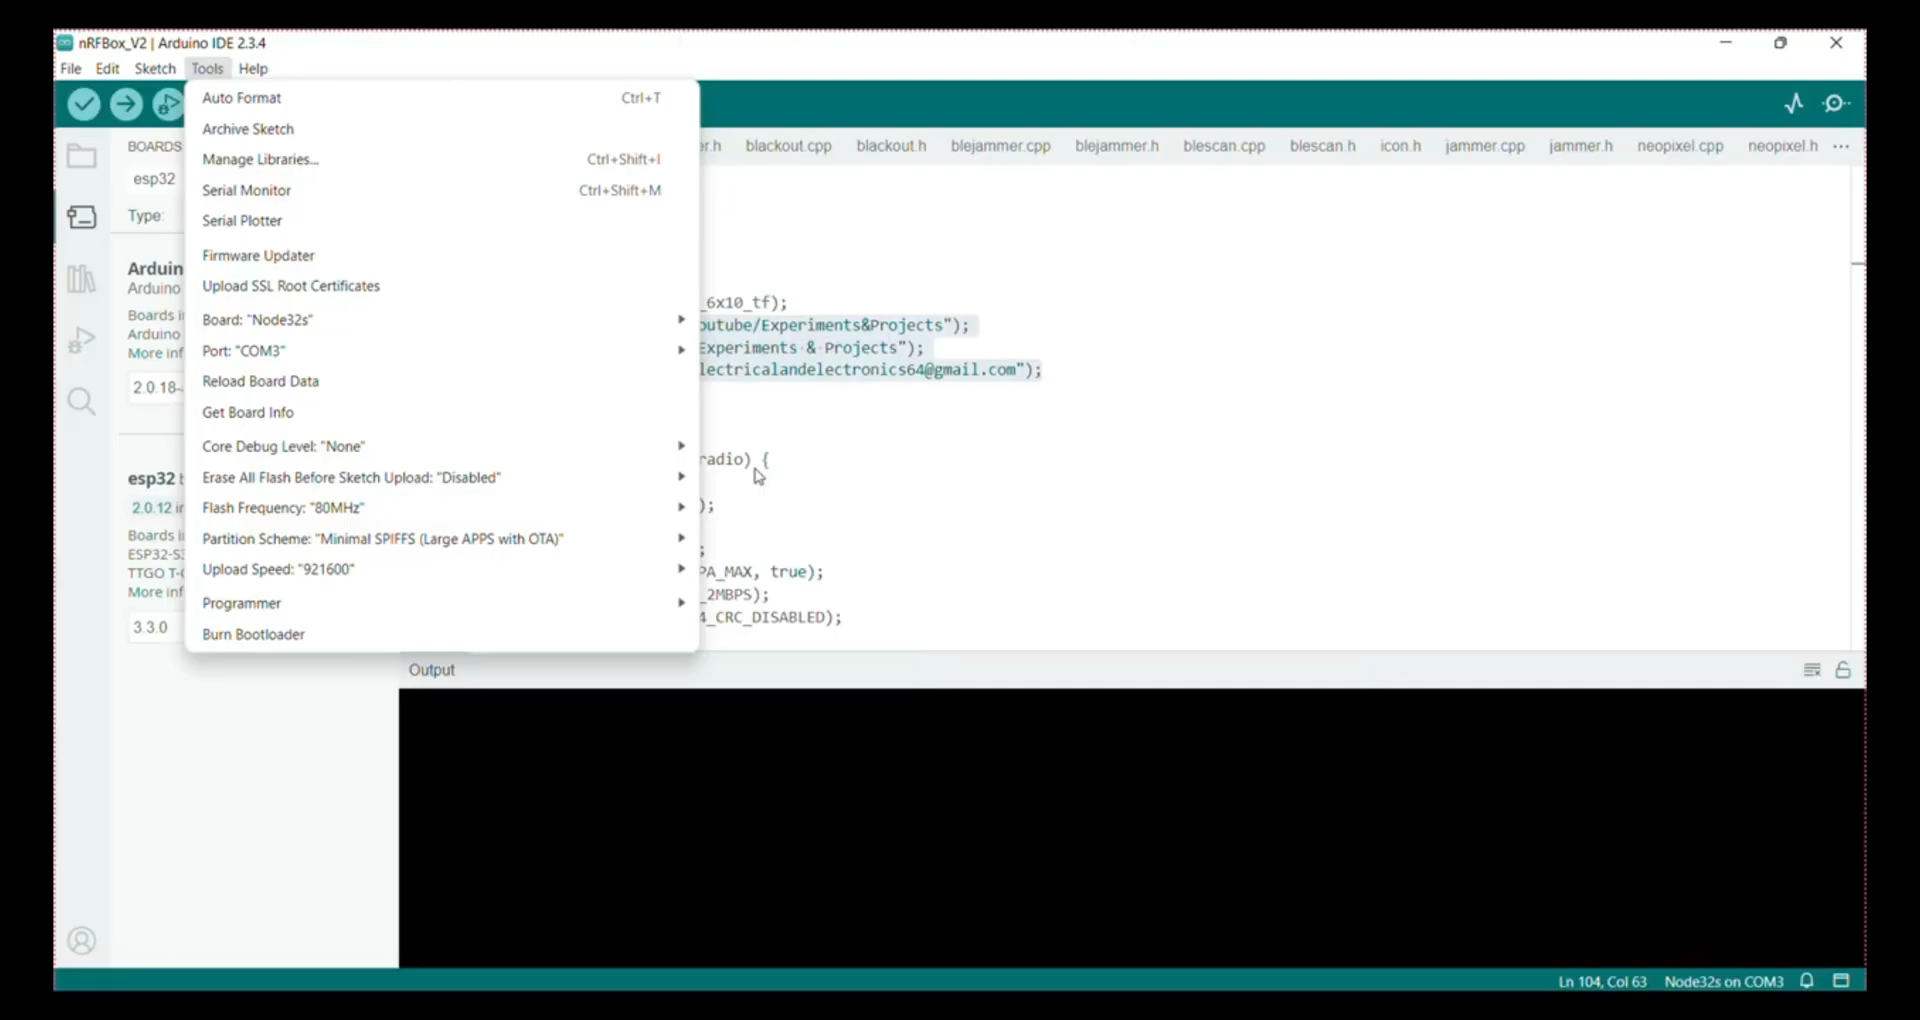 nRFBox_V2 | Arduino IDE 2.3.4
File Edit Sketch Tools Help
Auto Format Ctrl+T
Archive Sketch
Manage Libraries... Ctrl+Shift+I
Serial Monitor Ctrl+Shift+M
Serial Plotter
Firmware Updater
Upload SSL Root Certificates
Board: "Node32s"
Port: "COM3"
Reload Board Data
Get Board Info
Core Debug Level: "None"
Erase All Flash Before Sketch Upload: "Disabled"
Flash Frequency: "80MHz"
Partition Scheme: "Minimal SPIFFS (Large APPS with OTA)"
Upload Speed: "921600"
Programmer
Burn Bootloader
BOARDS
esp32
Type:
Arduin
Arduino
Boards i
Arduino
More inf
2.0.18-
esp32 b
2.0.12 in
Boards i
ESP32-S3
TTGO T-
More inf
3.3.0
er.h blackout.cpp blackout.h blejammer.cpp blejammer.h blescan.cpp blescan.h icon.h jammer.cpp jammer.h neopixel.cpp neopixel.h ...
_6x10_tf);
outube/Experiments&Projects");
Experiments & Projects");
lectricalandelectronics64@gmail.com");
radio) {
);
;
PA_MAX, true);
_2MBPS);
4_CRC_DISABLED);
Output
Ln 104, Col 63 Node32s on COM3